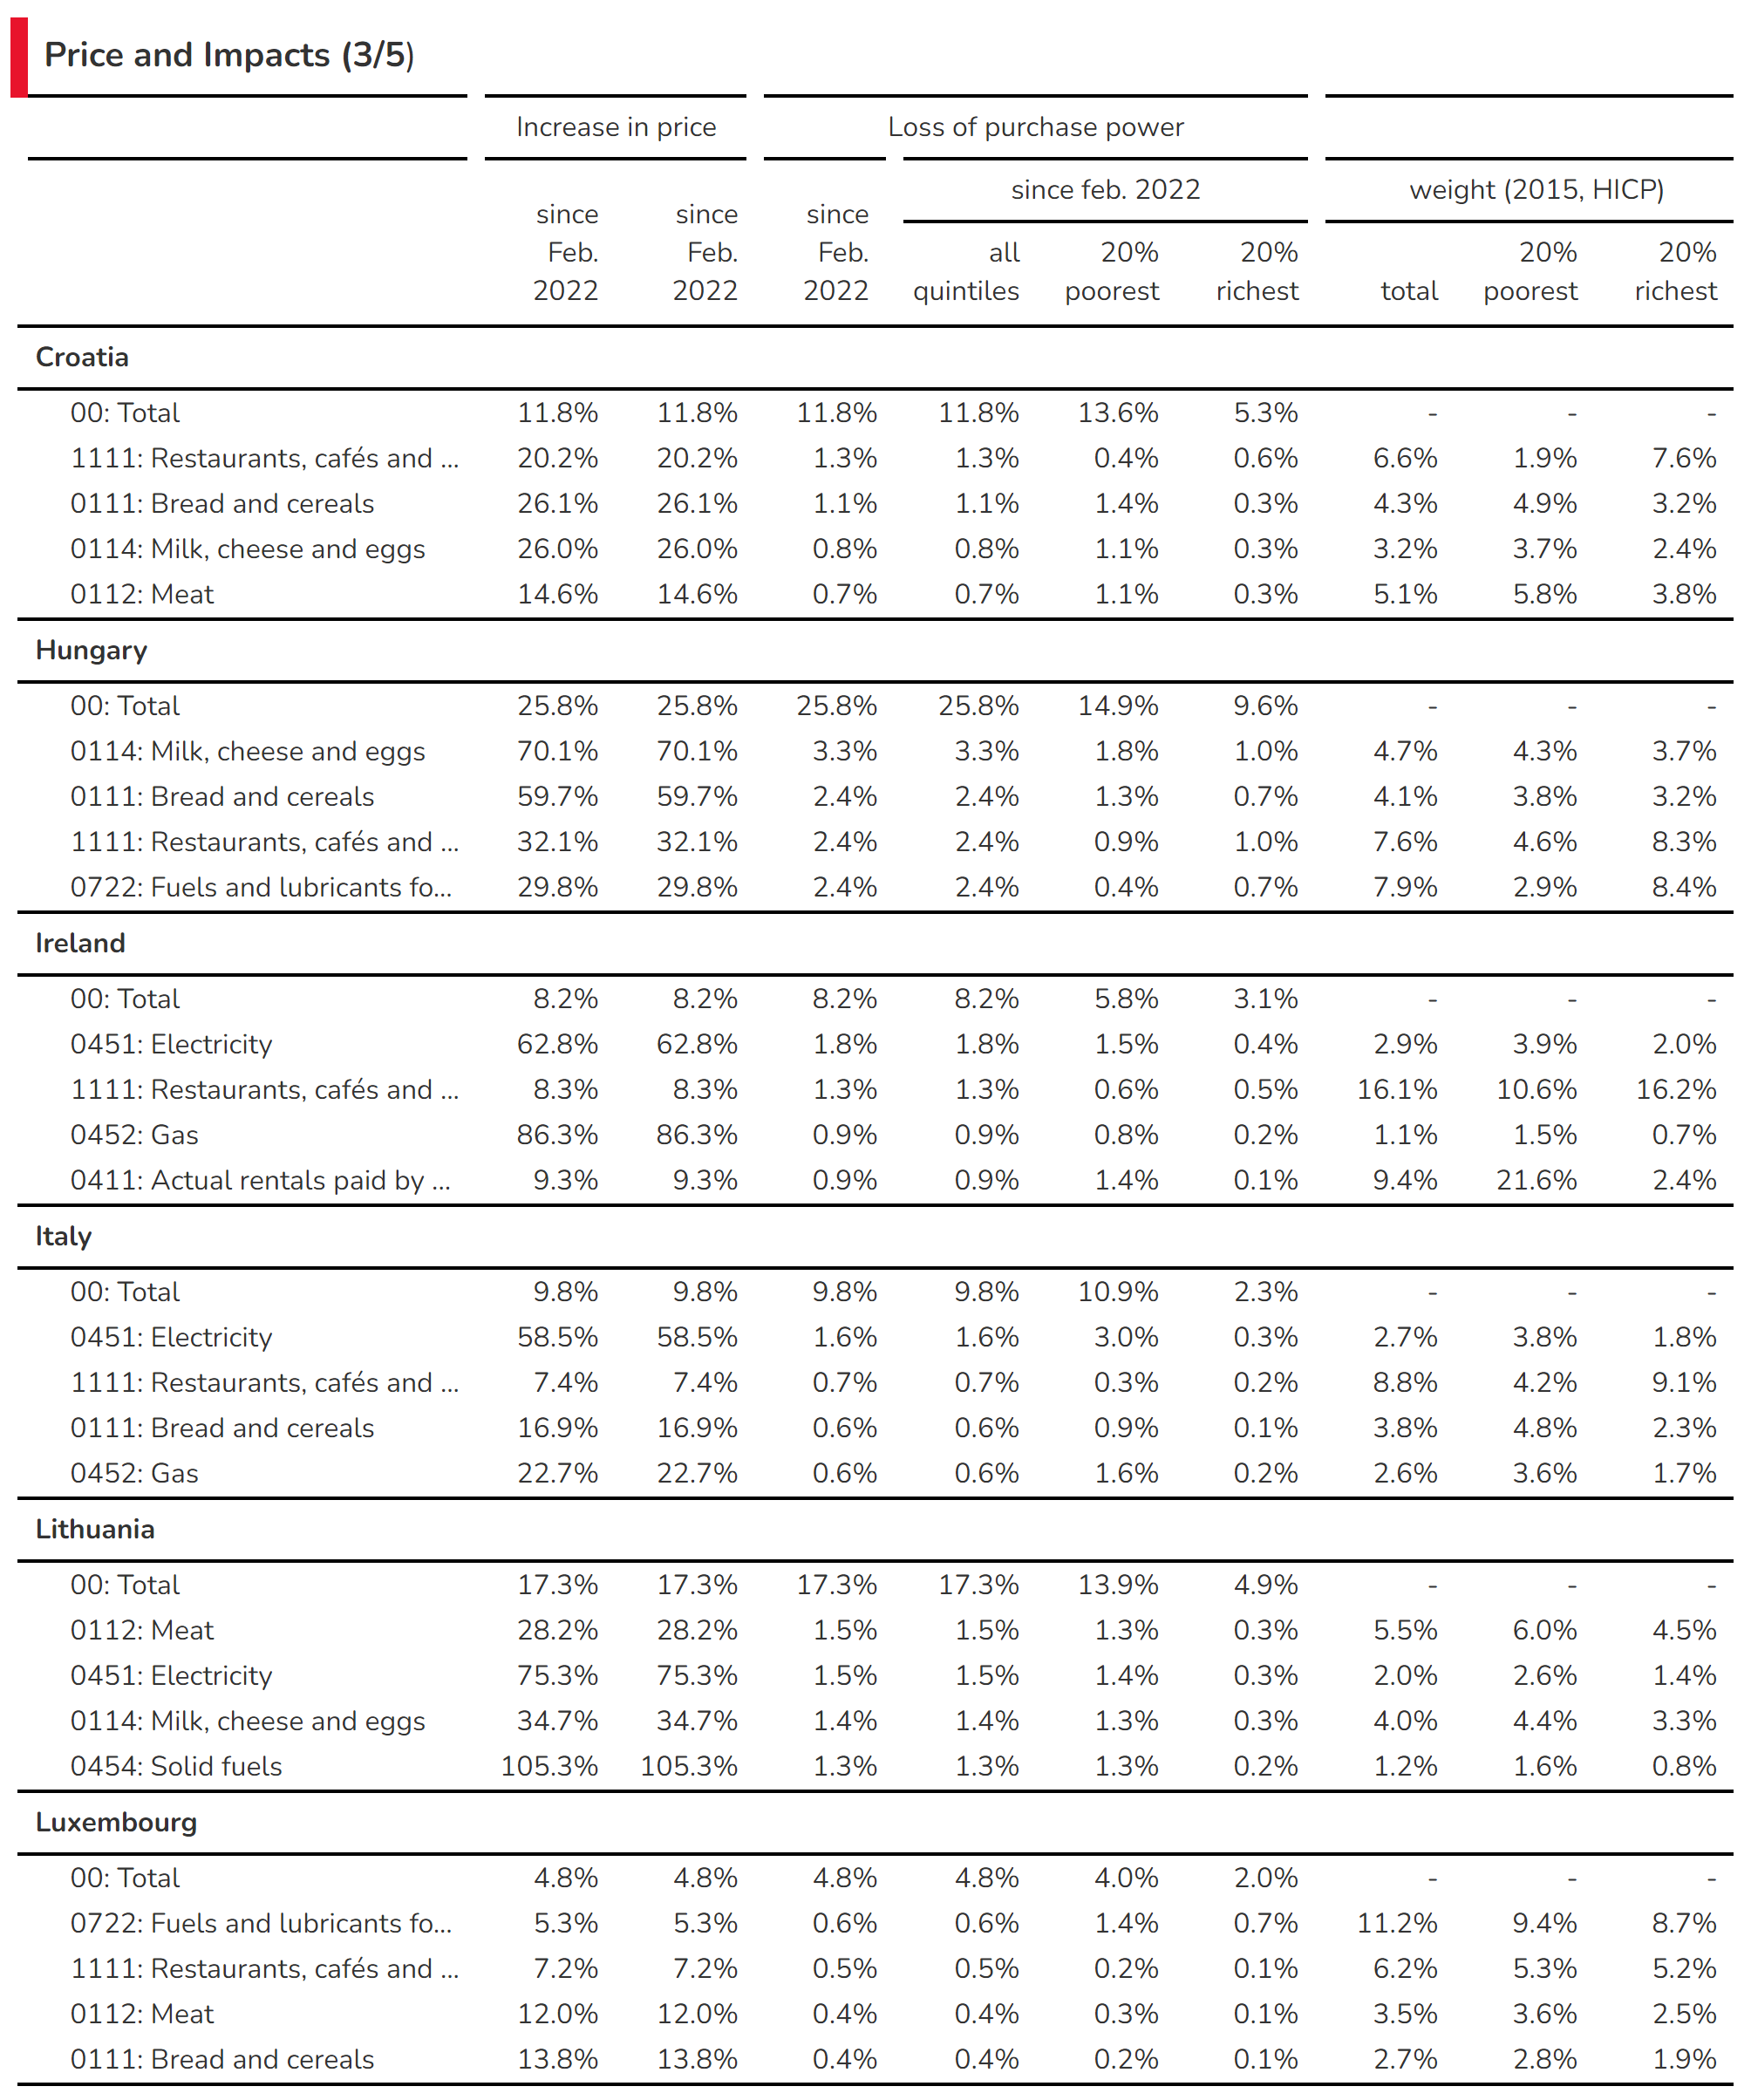 Price and Impacts (3/5)
Increase in price Loss of purchase power
since feb. 2022 weight (2015, HICP)
since Feb. 2022 since Feb. 2022 since Feb. 2022 all quintiles 20% poorest 20% richest total 20% poorest 20% richest
Croatia
00: Total 11.8% 11.8% 11.8% 11.8% 13.6% 5.3% - - -
1111: Restaurants, cafés and ... 20.2% 20.2% 1.3% 1.3% 0.4% 0.6% 6.6% 1.9% 7.6%
0111: Bread and cereals 26.1% 26.1% 1.1% 1.1% 1.4% 0.3% 4.3% 4.9% 3.2%
0114: Milk, cheese and eggs 26.0% 26.0% 0.8% 0.8% 1.1% 0.3% 3.2% 3.7% 2.4%
0112: Meat 14.6% 14.6% 0.7% 0.7% 1.1% 0.3% 5.1% 5.8% 3.8%
Hungary
00: Total 25.8% 25.8% 25.8% 25.8% 14.9% 9.6% - - -
0114: Milk, cheese and eggs 70.1% 70.1% 3.3% 3.3% 1.8% 1.0% 4.7% 4.3% 3.7%
0111: Bread and cereals 59.7% 59.7% 2.4% 2.4% 1.3% 0.7% 4.1% 3.8% 3.2%
1111: Restaurants, cafés and ... 32.1% 32.1% 2.4% 2.4% 0.9% 1.0% 7.6% 4.6% 8.3%
0722: Fuels and lubricants fo... 29.8% 29.8% 2.4% 2.4% 0.4% 0.7% 7.9% 2.9% 8.4%
Ireland
00: Total 8.2% 8.2% 8.2% 8.2% 5.8% 3.1% - - -
0451: Electricity 62.8% 62.8% 1.8% 1.8% 1.5% 0.4% 2.9% 3.9% 2.0%
1111: Restaurants, cafés and ... 8.3% 8.3% 1.3% 1.3% 0.6% 0.5% 16.1% 10.6% 16.2%
0452: Gas 86.3% 86.3% 0.9% 0.9% 0.8% 0.2% 1.1% 1.5% 0.7%
0411: Actual rentals paid by ... 9.3% 9.3% 0.9% 0.9% 1.4% 0.1% 9.4% 21.6% 2.4%
Italy
00: Total 9.8% 9.8% 9.8% 9.8% 10.9% 2.3% - - -
0451: Electricity 58.5% 58.5% 1.6% 1.6% 3.0% 0.3% 2.7% 3.8% 1.8%
1111: Restaurants, cafés and ... 7.4% 7.4% 0.7% 0.7% 0.3% 0.2% 8.8% 4.2% 9.1%
0111: Bread and cereals 16.9% 16.9% 0.6% 0.6% 0.9% 0.1% 3.8% 4.8% 2.3%
0452: Gas 22.7% 22.7% 0.6% 0.6% 1.6% 0.2% 2.6% 3.6% 1.7%
Lithuania
00: Total 17.3% 17.3% 17.3% 17.3% 13.9% 4.9% - - -
0112: Meat 28.2% 28.2% 1.5% 1.5% 1.3% 0.3% 5.5% 6.0% 4.5%
0451: Electricity 75.3% 75.3% 1.5% 1.5% 1.4% 0.3% 2.0% 2.6% 1.4%
0114: Milk, cheese and eggs 34.7% 34.7% 1.4% 1.4% 1.3% 0.3% 4.0% 4.4% 3.3%
0454: Solid fuels 105.3% 105.3% 1.3% 1.3% 1.3% 0.2% 1.2% 1.6% 0.8%
Luxembourg
00: Total 4.8% 4.8% 4.8% 4.8% 4.0% 2.0% - - -
0722: Fuels and lubricants fo... 5.3% 5.3% 0.6% 0.6% 1.4% 0.7% 11.2% 9.4% 8.7%
1111: Restaurants, cafés and ... 7.2% 7.2% 0.5% 0.5% 0.2% 0.1% 6.2% 5.3% 5.2%
0112: Meat 12.0% 12.0% 0.4% 0.4% 0.3% 0.1% 3.5% 3.6% 2.5%
0111: Bread and cereals 13.8% 13.8% 0.4% 0.4% 0.2% 0.1% 2.7% 2.8% 1.9%